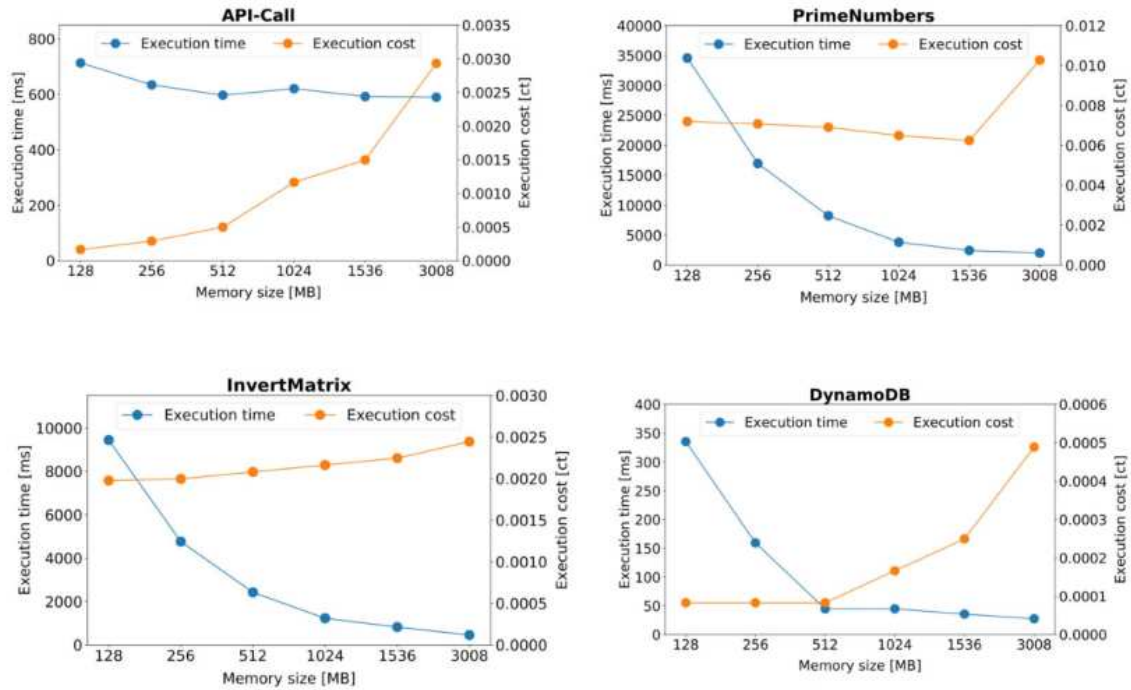 API-Call
Execution time
Execution cost
Execution time [ms]
800
600
400
200
0
Execution cost [ct]
0.0035
0.0030
0.0025
0.0020
0.0015
0.0010
0.0005
0.0000
128 256 512 1024 1536 3008
Memory size [MB]
PrimeNumbers
Execution time
Execution cost
Execution time [ms]
40000
35000
30000
25000
20000
15000
10000
5000
0
Execution cost [ct]
0.012
0.010
0.008
0.006
0.004
0.002
0.000
128 256 512 1024 1536 3008
Memory size [MB]
InvertMatrix
Execution time
Execution cost
Execution time [ms]
10000
8000
6000
4000
2000
0
Execution cost [ct]
0.0030
0.0025
0.0020
0.0015
0.0010
0.0005
0.0000
128 256 512 1024 1536 3008
Memory size [MB]
DynamoDB
Execution time
Execution cost
Execution time [ms]
400
350
300
250
200
150
100
50
0
Execution cost [ct]
0.0006
0.0005
0.0004
0.0003
0.0002
0.0001
0.0000
128 256 512 1024 1536 3008
Memory size [MB]